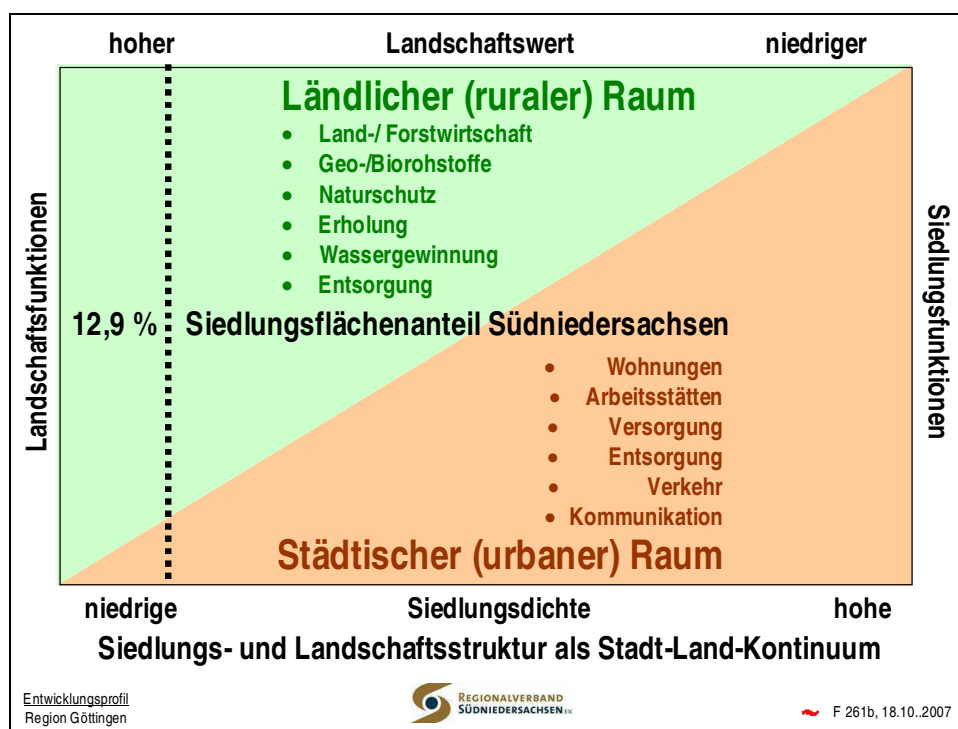 hoher Landschaftswert niedriger
Ländlicher (ruraler) Raum
• Land-/ Forstwirtschaft
• Geo-/Biorohstoffe
• Naturschutz
• Erholung
• Wassergewinnung
• Entsorgung
Landschaftsfunktionen
Siedlungsfunktionen
12,9 % Siedlungsflächenanteil Südniedersachsen
• Wohnungen
• Arbeitsstätten
• Versorgung
• Entsorgung
• Verkehr
• Kommunikation
Städtischer (urbaner) Raum
niedrige Siedlungsdichte hohe
Siedlungs- und Landschaftsstruktur als Stadt-Land-Kontinuum
Entwicklungsprofil
Region Göttingen
REGIONALVERBAND
SÜDNIEDERSACHSEN E.V.
F 261b, 18.10..2007